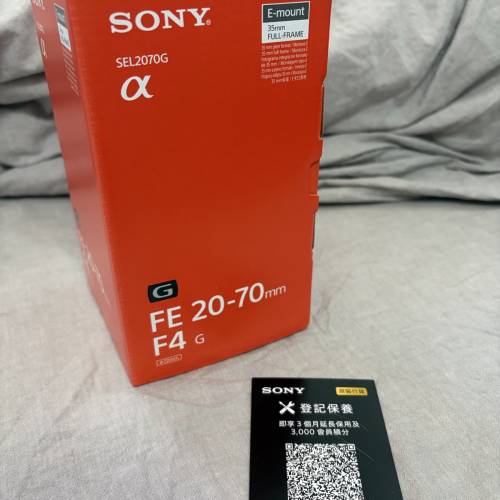 SONY
SEL2070G
α
E-mount
35mm
FULL-FRAME
G
FE 20-70mm
F4 G
SONY
登記保養
即享 3 個月延長保用及
3,000 會員積分